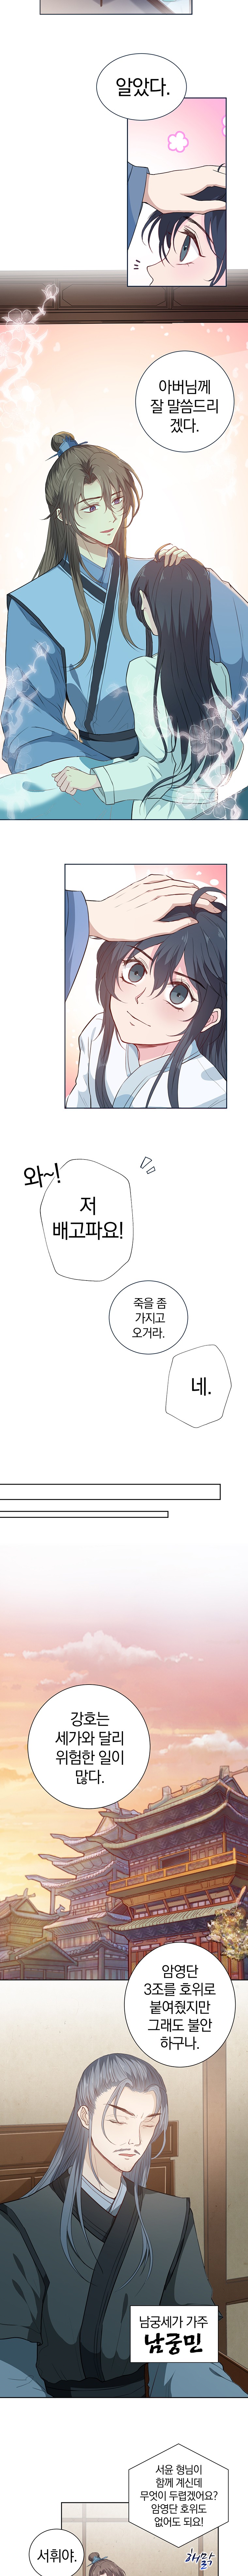 알았다.
아버님께
잘 말씀드리
겠다.
와~!
저
배고파요!
죽을 좀
가지고
오거라.
네.
강호는
세가와 달리
위험한 일이
많다.
암영단
3조를 호위로
붙여줬지만
그래도 불안
하구나.
남궁세가 가주
남궁민
서윤 형님이
함께 계신데
무엇이 두렵겠어요?
암영단 호위도
없어도 되요!
해맑
서휘야.